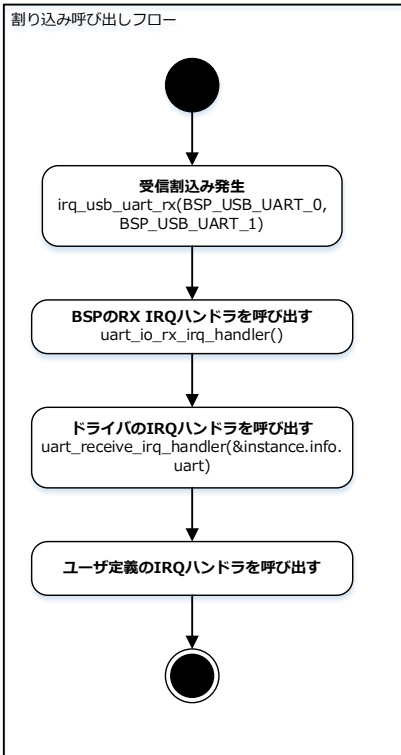 割り込み呼び出しフロー
受信割込み発生
irq_usb_uart_rx(BSP_USB_UART_0,
BSP_USB_UART_1)
BSPのRX IRQハンドラを呼び出す
uart_io_rx_irq_handler()
ドライバのIRQハンドラを呼び出す
uart_receive_irq_handler(&instance.info.
uart)
ユーザ定義のIRQハンドラを呼び出す